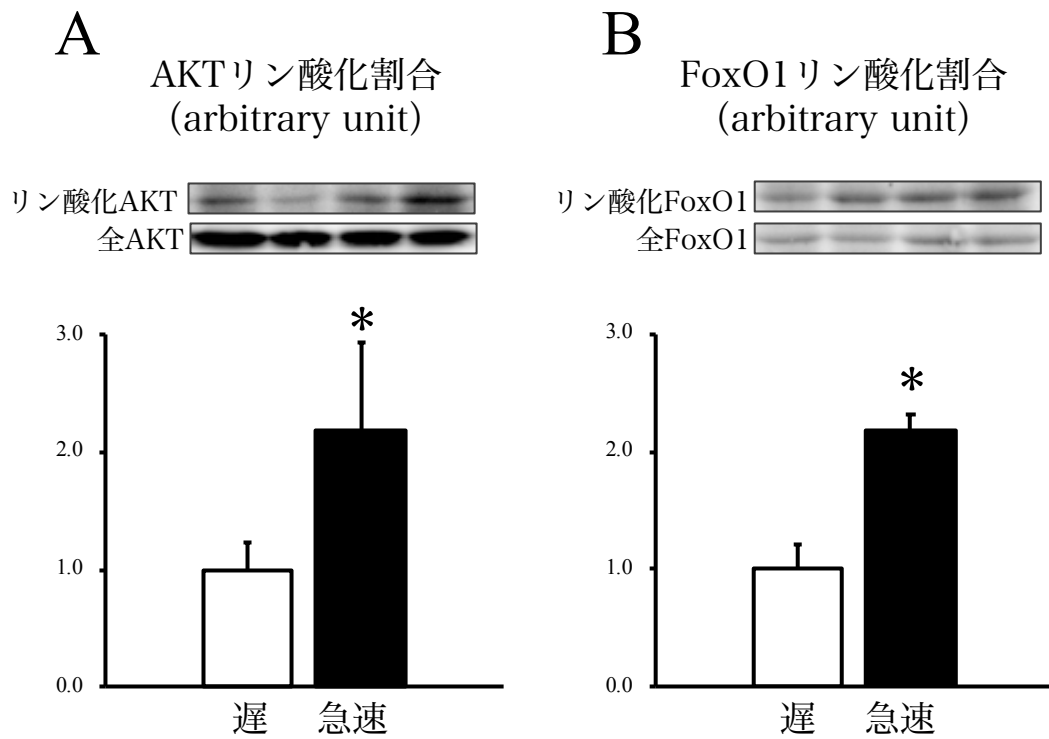 A
AKTリン酸化割合
(arbitrary unit)
リン酸化AKT
全AKT
3.0
2.0
1.0
0.0
*
遅 急速
B
FoxO1リン酸化割合
(arbitrary unit)
リン酸化FoxO1
全FoxO1
3.0
2.0
1.0
0.0
*
遅 急速